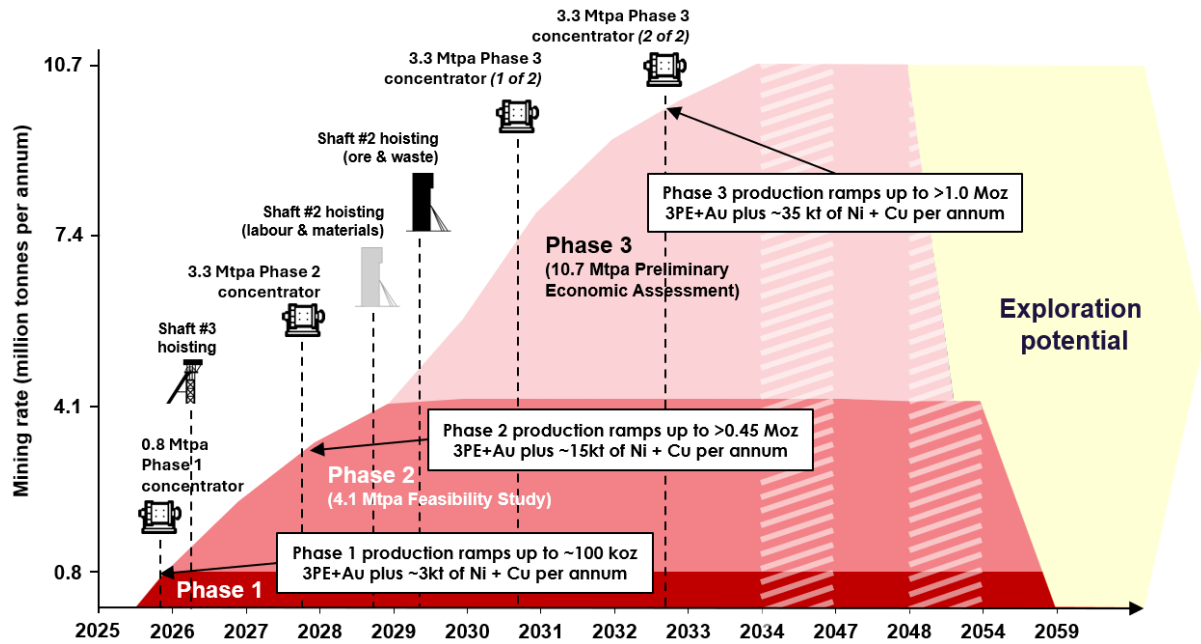 Mining rate (million tonnes per annum)
10.7
7.4
4.1
0.8
3.3 Mtpa Phase 3
concentrator (2 of 2)
3.3 Mtpa Phase 3
concentrator (1 of 2)
Shaft #2 hoisting
(ore & waste)
Shaft #2 hoisting
(labour & materials)
3.3 Mtpa Phase 2
concentrator
Shaft #3
hoisting
0.8 Mtpa
Phase 1
concentrator
Phase 3 production ramps up to >1.0 Moz
3PE+Au plus ~35 kt of Ni + Cu per annum
Phase 3
(10.7 Mtpa Preliminary
Economic Assessment)
Exploration
potential
Phase 2 production ramps up to >0.45 Moz
3PE+Au plus ~15kt of Ni + Cu per annum
Phase 2
(4.1 Mtpa Feasibility Study)
Phase 1 production ramps up to ~100 koz
3PE+Au plus ~3kt of Ni + Cu per annum
Phase 1
2025 2026 2027 2028 2029 2030 2031 2032 2033 2034 2047 2048 2054 2059